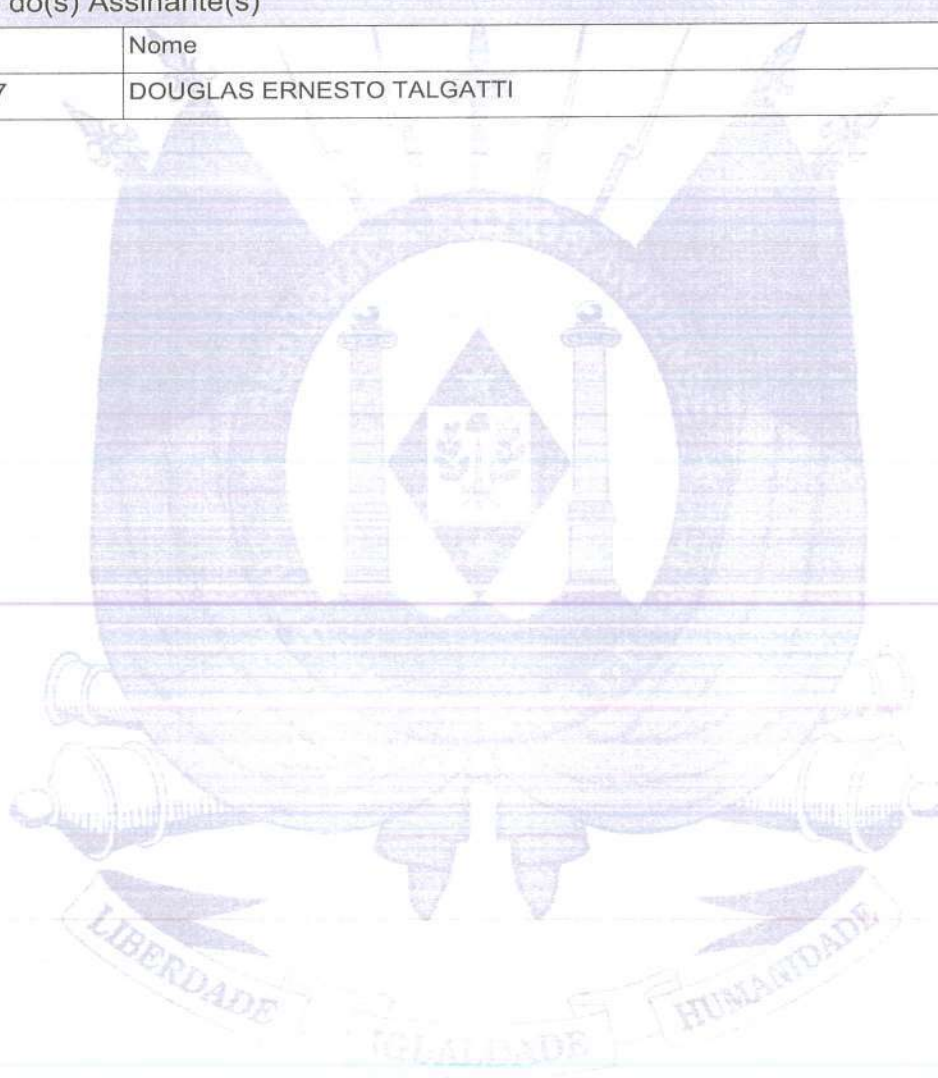 do(s) Assinante(s)
Nome
7 DOUGLAS ERNESTO TALGATTI
LIBERDADE
IGUALDADE
HUMANIDADE